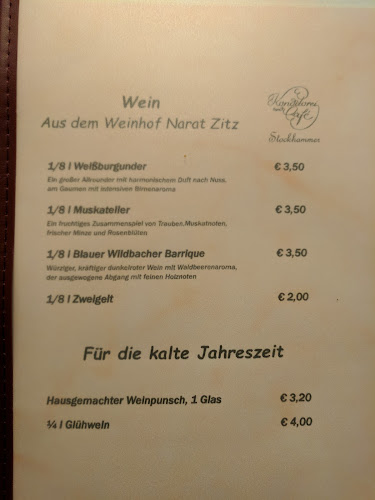 Wein
Aus dem Weinhof Narat Zitz
Konditorei
Café
Stockhammer
1/8 l Weißburgunder € 3,50
Ein großer Allrounder mit harmonischem Duft nach Nuss,
am Gaumen mit intensiven Birnenaroma
1/8 l Muskateller € 3,50
Ein fruchtiges Zusammenspiel von Trauben,Muskatnoten,
frischer Minze und Rosenblüten
1/8 l Blauer Wildbacher Barrique € 3,50
Würziger, kräftiger dunkelroter Wein mit Waldbeerenaroma,
der ausgewogene Abgang mit feinen Holznoten
1/8 l Zweigelt € 2,00
Für die kalte Jahreszeit
Hausgemachter Weinpunsch, 1 Glas € 3,20
¼ l Glühwein € 4,00